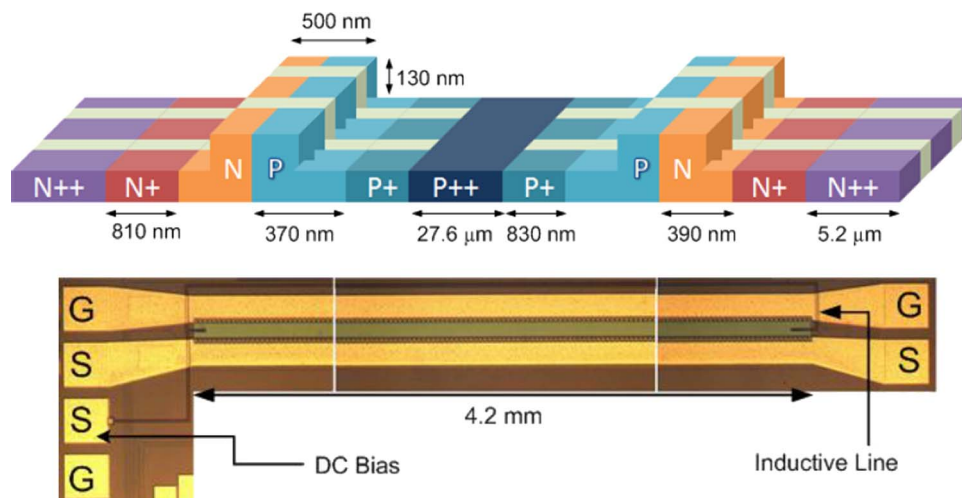 500 nm
130 nm
N++ N+ N P P+ P++ P+ P N N+ N++
810 nm 370 nm 27.6 μm 830 nm 390 nm 5.2 μm
G G
S S
4.2 mm
S
DC Bias Inductive Line
G